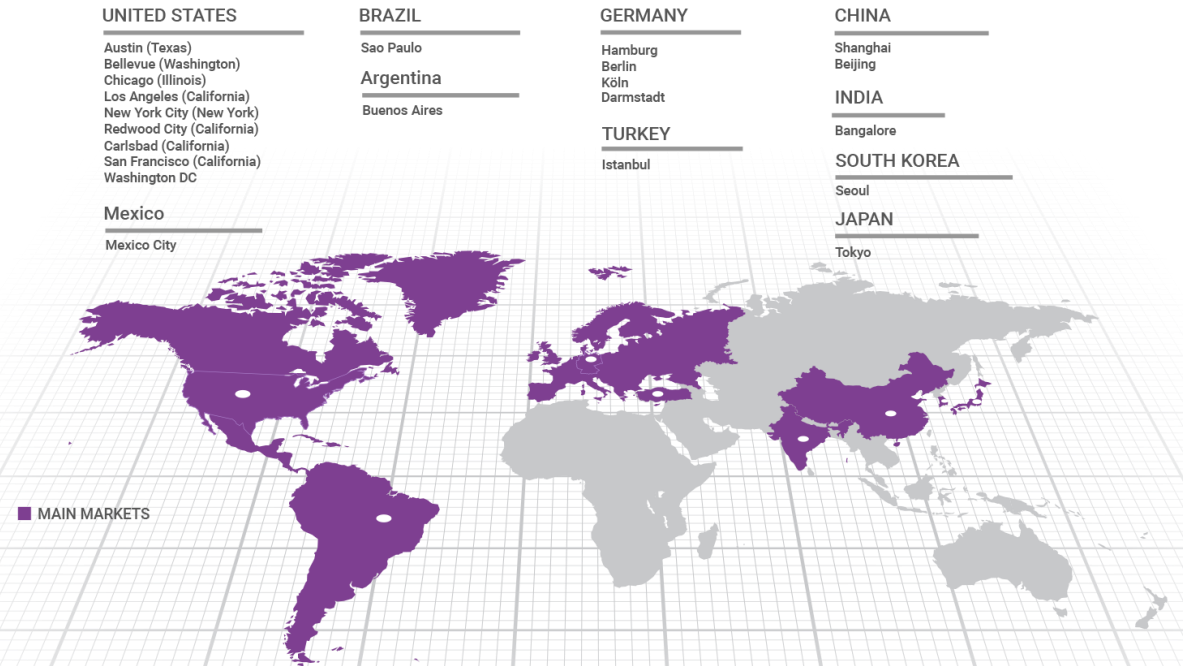 UNITED STATES
Austin (Texas)
Bellevue (Washington)
Chicago (Illinois)
Los Angeles (California)
New York City (New York)
Redwood City (California)
Carlsbad (California)
San Francisco (California)
Washington DC
Mexico
Mexico City
BRAZIL
Sao Paulo
Argentina
Buenos Aires
GERMANY
Hamburg
Berlin
Köln
Darmstadt
TURKEY
Istanbul
CHINA
Shanghai
Beijing
INDIA
Bangalore
SOUTH KOREA
Seoul
JAPAN
Tokyo
MAIN MARKETS